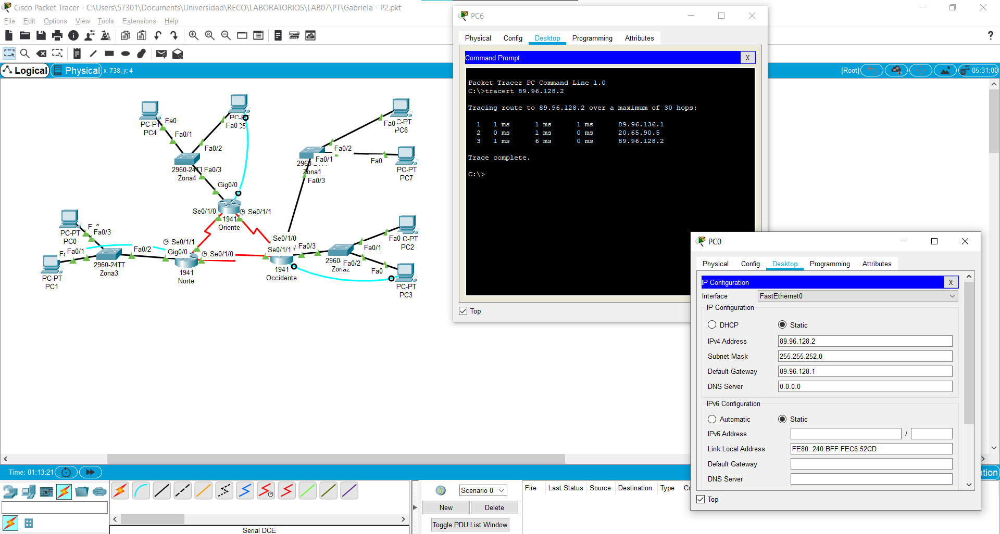 Cisco Packet Tracer - C:\Users\57301\Documents\Universidad\RECO\LABORATORIOS\LAB07\PT\Gabriela - P2.pkt
File Edit Options View Tools Extensions Help
Logical Physical x: 738, y: 4
[Root] 05:31:00
PC-PT
PC4
Fa0
Fa0/1
Fa0
Fa0/2
2960-24TT
Zona4
Fa0/3
Gig0/0
Se0/1/0
Se0/1/1
1941
Oriente
PC-PT
PC6
Fa0
Fa0/2
Fa0/1
Zona1
Fa0/3
Fa0
PC-PT
PC7
PC-PT
PC0
Fa0/3
Fa0/1
PC-PT
PC1
2960-24TT
Zona3
Fa0/2
Gig0/0
Se0/1/1
Se0/1/0
1941
Norte
Se0/1/0
Se0/1/1
1941
Occidente
Fa0/3
Fa0/1
Fa0/2
Fa0
PC2
Fa0
PC-PT
PC3
PC6
Physical Config Desktop Programming Attributes
Command Prompt X
Packet Tracer PC Command Line 1.0
C:\>tracert 89.96.128.2
Tracing route to 89.96.128.2 over a maximum of 30 hops:
1 1 ms 1 ms 1 ms 89.96.136.1
2 0 ms 1 ms 0 ms 20.65.90.5
3 1 ms 6 ms 0 ms 89.96.128.2
Trace complete.
C:\>
Top
PC0
Physical Config Desktop Programming Attributes
IP Configuration X
Interface FastEthernet0
IP Configuration
DHCP Static
IPv4 Address 89.96.128.2
Subnet Mask 255.255.252.0
Default Gateway 89.96.128.1
DNS Server 0.0.0.0
IPv6 Configuration
Automatic Static
IPv6 Address /
Link Local Address FE80::240:BFF:FEC6:52CD
Default Gateway
DNS Server
Top
Time: 01:13:21
Scenario 0
New Delete
Toggle PDU List Window
Fire Last Status Source Destination Type
Serial DCE